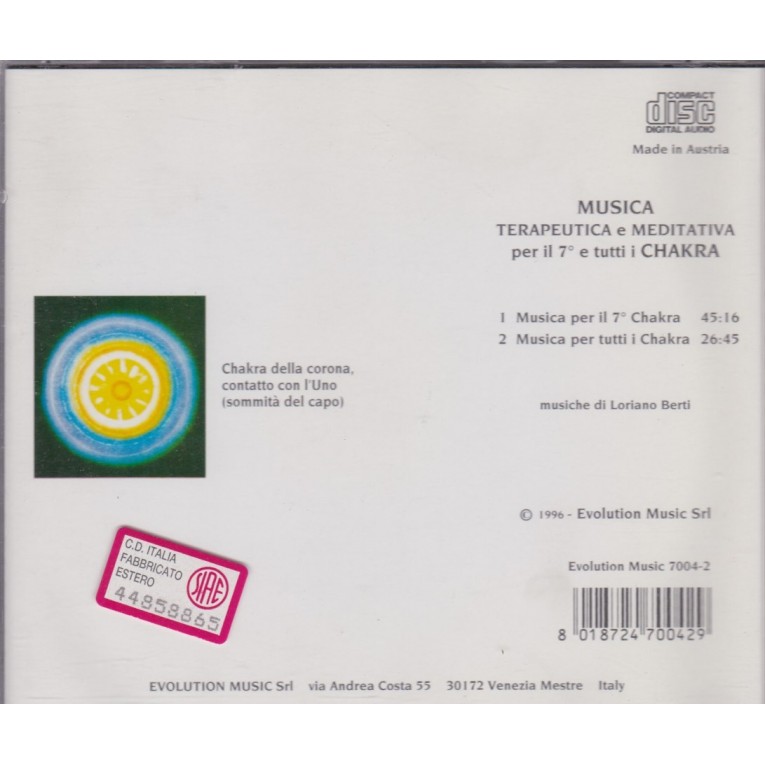 COMPACT
disc
DIGITAL AUDIO
Made in Austria
MUSICA
TERAPEUTICA e MEDITATIVA
per il 7° e tutti i CHAKRA
1 Musica per il 7° Chakra 45:16
2 Musica per tutti i Chakra 26:45
Chakra della corona,
contatto con l'Uno
(sommità del capo)
musiche di Loriano Berti
© 1996 - Evolution Music Srl
Evolution Music 7004-2
8 018724 700429
C.D. ITALIA
FABBRICATO
ESTERO
SIAE
44858865
EVOLUTION MUSIC Srl via Andrea Costa 55 30172 Venezia Mestre Italy